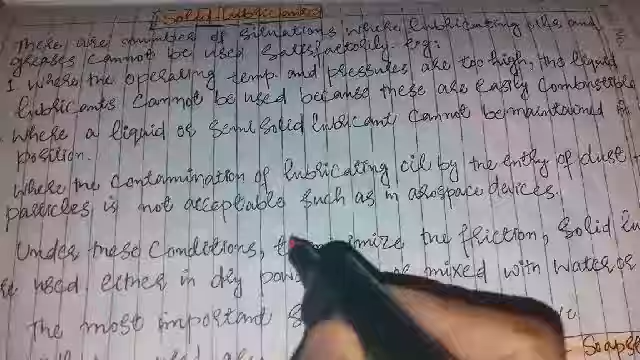 Solid Lubricants
There are number of situations where lubricating oils and
greases cannot be used satisfactorily. eg:
1 where the operating temp. and pressures are too high, the liquid
lubricants cannot be used because these are easily combustible
where a liquid or semisolid lubricant cannot be maintained in
position.
where the contamination of lubricating oil by the entry of dust
particles is not acceptable such as in aerospace devices.
Under these conditions, the friction, solid
used either in dry mixed with water or
the most important
Soaps